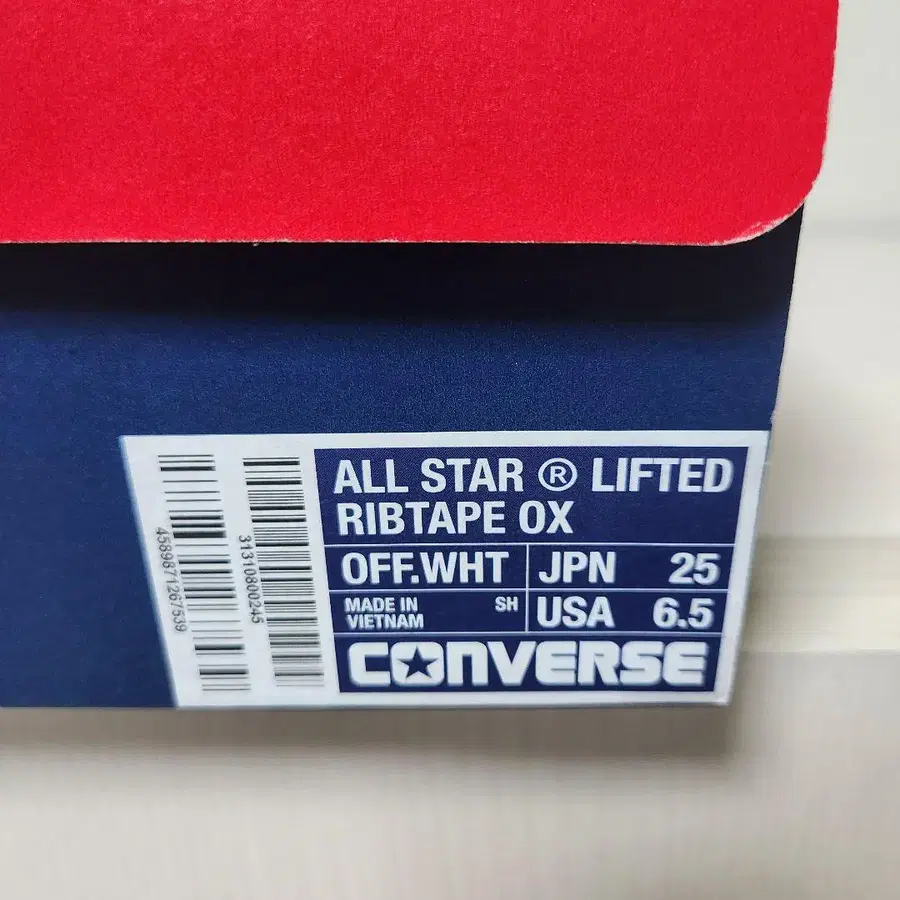 4589871267539
31310800245
ALL STAR ® LIFTED
RIBTAPE OX
OFF.WHT
JPN 25
MADE IN
VIETNAM
SH
USA 6.5
CONVERSE